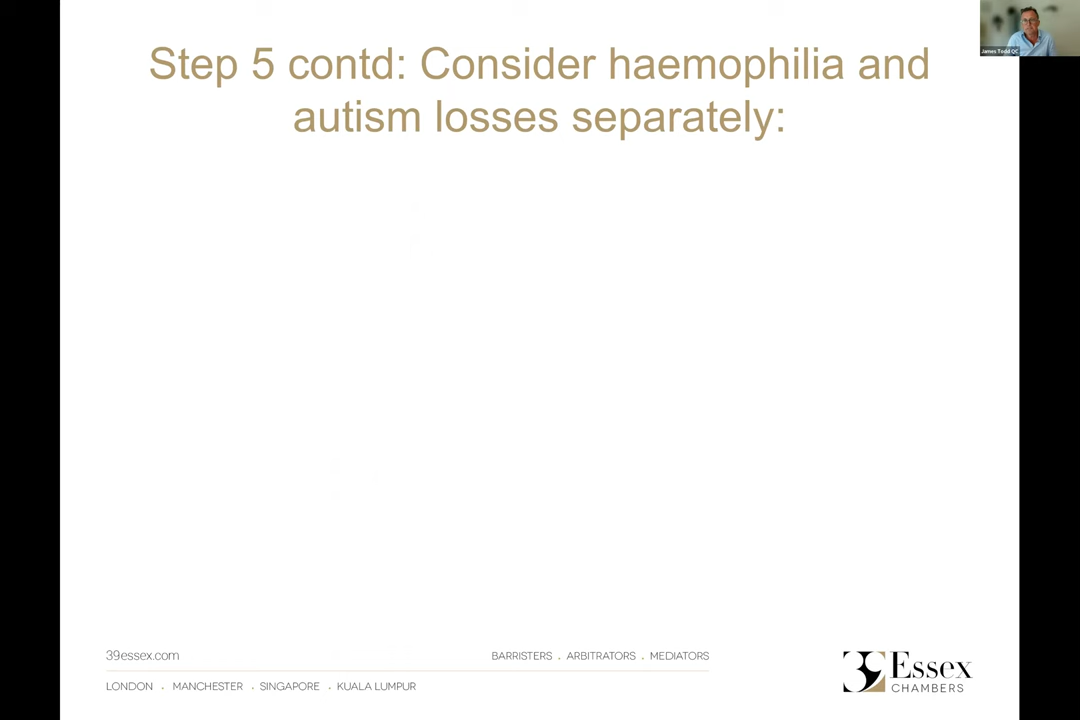 Step 5 contd: Consider haemophilia and
autism losses separately:
James Todd QC
39essex.com
BARRISTERS . ARBITRATORS . MEDIATORS
LONDON . MANCHESTER . SINGAPORE . KUALA LUMPUR
39 Essex
CHAMBERS